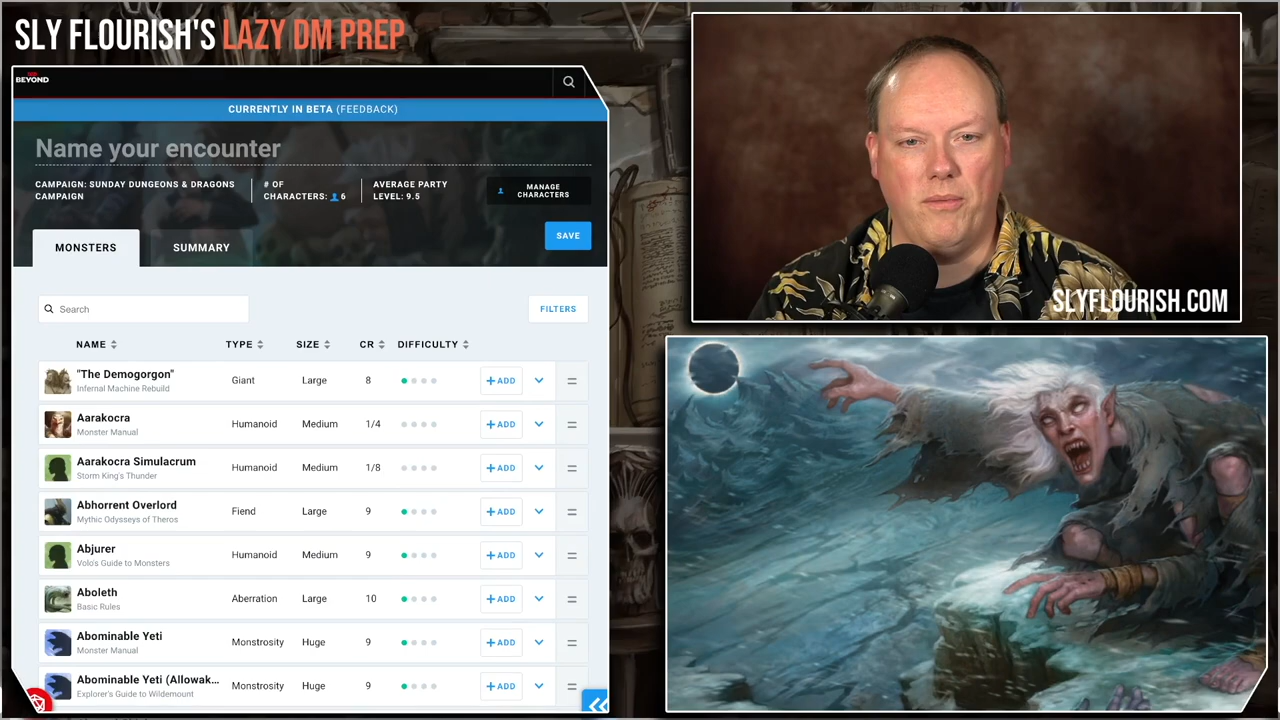 SLY FLOURISH'S LAZY DM PREP
BEYOND
CURRENTLY IN BETA (FEEDBACK)
Name your encounter
CAMPAIGN: SUNDAY DUNGEONS & DRAGONS
CAMPAIGN
# OF
CHARACTERS: 6
AVERAGE PARTY
LEVEL: 9.5
MANAGE
CHARACTERS
SAVE
MONSTERS
SUMMARY
Search
FILTERS
NAME TYPE SIZE CR DIFFICULTY
"The Demogorgon" Giant Large 8 + ADD
Infernal Machine Rebuild
Aarakocra Humanoid Medium 1/4 + ADD
Monster Manual
Aarakocra Simulacrum Humanoid Medium 1/8 + ADD
Storm King's Thunder
Abhorrent Overlord Fiend Large 9 + ADD
Mythic Odysseys of Theros
Abjurer Humanoid Medium 9 + ADD
Volo's Guide to Monsters
Aboleth Aberration Large 10 + ADD
Basic Rules
Abominable Yeti Monstrosity Huge 9 + ADD
Monster Manual
Abominable Yeti (Allowak... Monstrosity Huge 9 + ADD
Explorer's Guide to Wildemount
SLYFLOURISH.COM